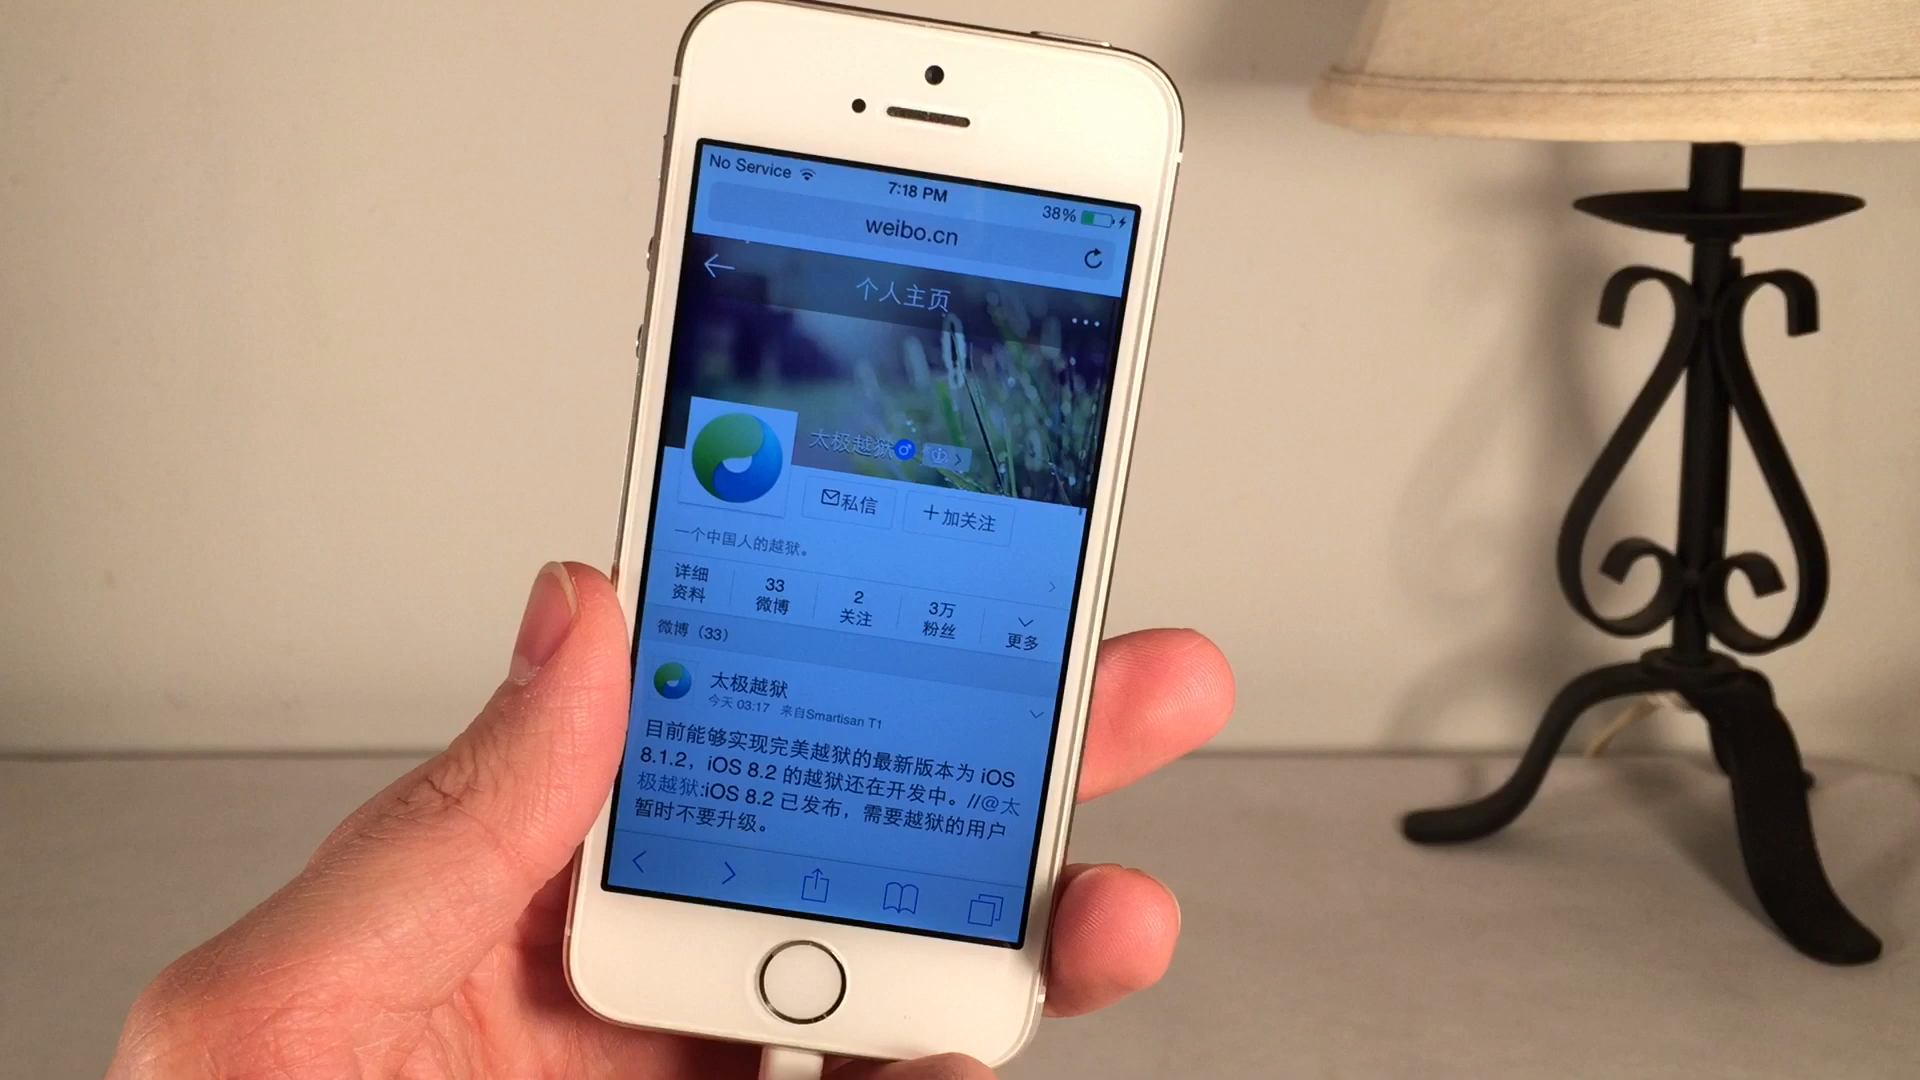 No Service 7:18 PM 38%
weibo.cn
个人主页
太极越狱
私信 +加关注
一个中国人的越狱。
详细资料 33 微博 2 关注 3万 粉丝 更多
微博（33）
太极越狱
今天 03:17 来自Smartisan T1
目前能够实现完美越狱的最新版本为 iOS
8.1.2，iOS 8.2 的越狱还在开发中。//@太
极越狱:iOS 8.2 已发布，需要越狱的用户
暂时不要升级。